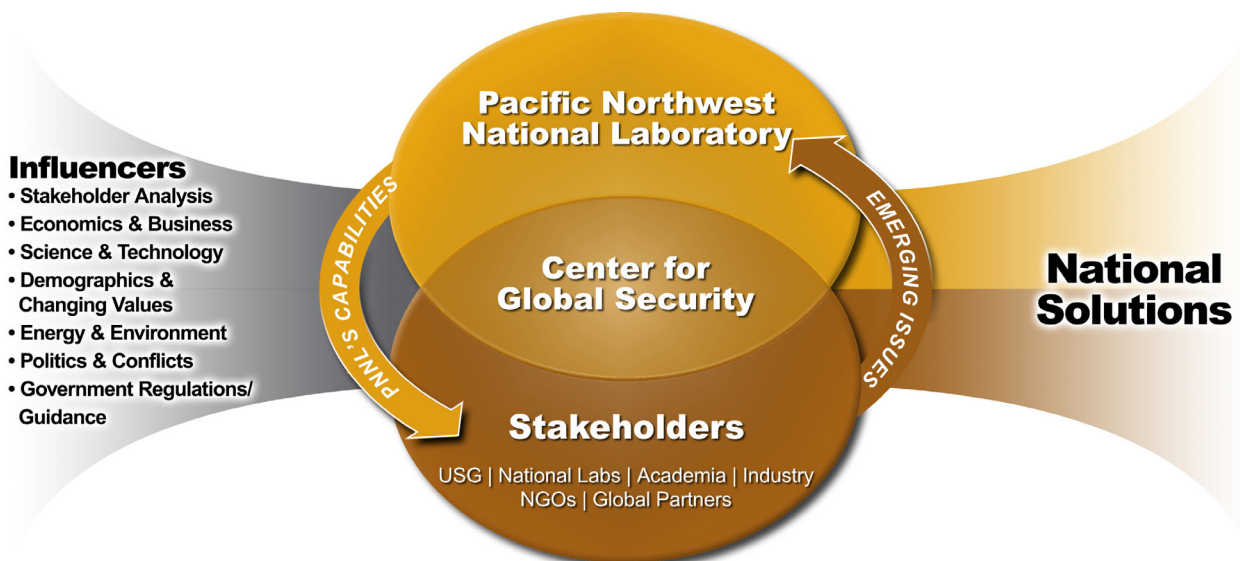 Influencers
• Stakeholder Analysis
• Economics & Business
• Science & Technology
• Demographics &
Changing Values
• Energy & Environment
• Politics & Conflicts
• Government Regulations/
Guidance
PNNL'S CAPABILITIES
Pacific Northwest
National Laboratory
Center for
Global Security
Stakeholders
USG | National Labs | Academia | Industry
NGOs | Global Partners
EMERGING ISSUES
National
Solutions